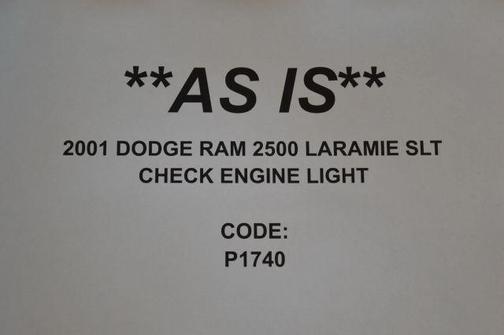 **AS IS**
2001 DODGE RAM 2500 LARAMIE SLT
CHECK ENGINE LIGHT
CODE:
P1740